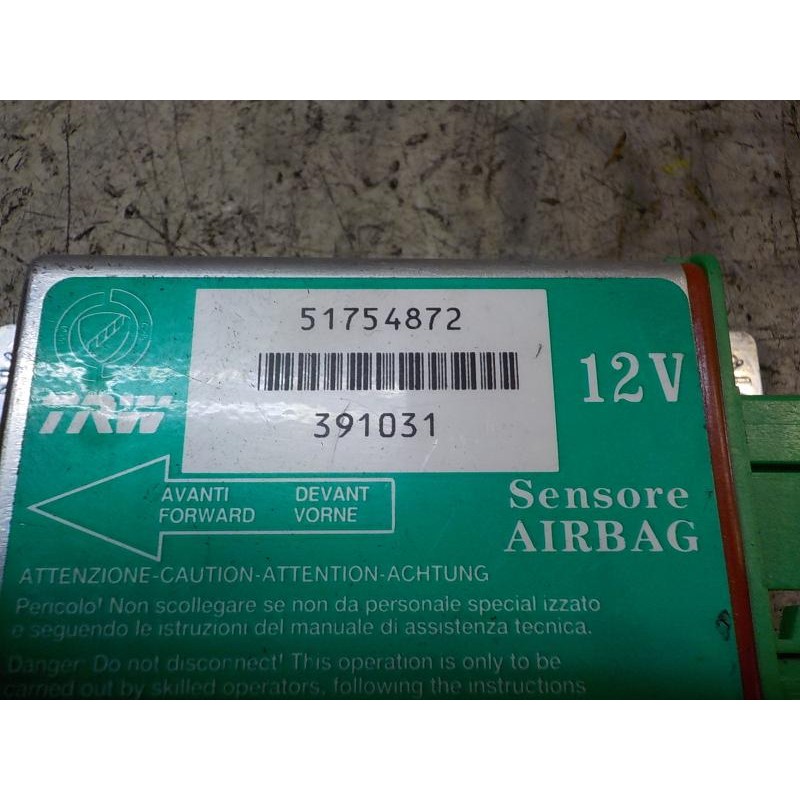 51754872
12V
TRW
391031
AVANTI DEVANT
FORWARD VORNE
Sensore
AIRBAG
ATTENZIONE-CAUTION-ATTENTION-ACHTUNG
Pericolo! Non scollegare se non da personale special izzato
e seguendo le istruzioni del manuale di assistenza tecnica.
Danger: Do not disconnect! This operation is only to be
carried out by skilled operators, following the instructions